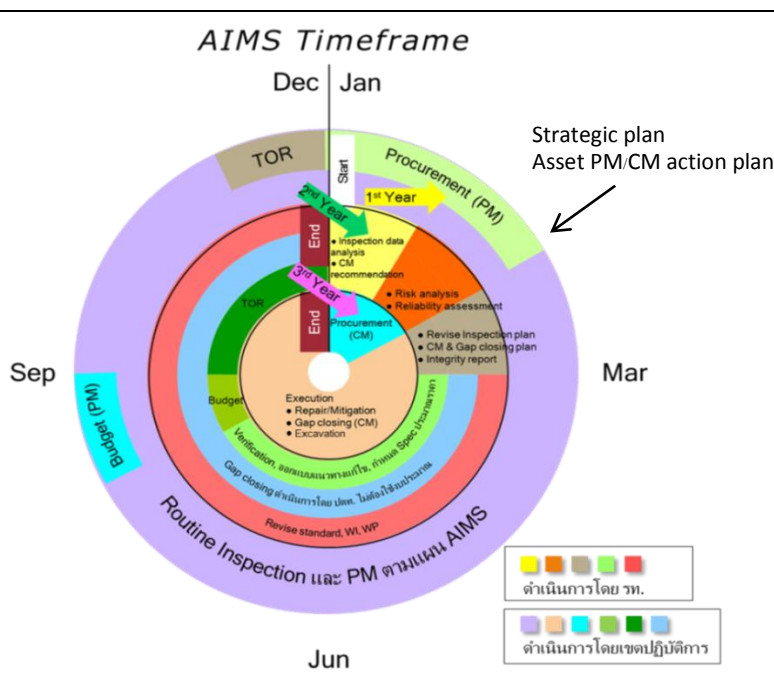 AIMS Timeframe
Dec
Jan
Strategic plan
Asset PM/CM action plan
TOR
Start
Procurement (PM)
1st Year
2nd Year
End
● Inspection data
analysis
● CM
recommendation
● Risk analysis
● Reliability assessment
3rd Year
TOR
End
Procurement
(CM)
● Revise Inspection plan
● CM & Gap closing plan
● Integrity report
Sep
Mar
Budget (PM)
Budget
Execution
● Repair/Mitigation
● Gap closing (CM)
● Excavation
Verification, ออกแบบแนวทางแก้ไข, กำหนด Spec ประมาณราคา
Gap closing ดำเนินการโดย ปตท. ไม่ต้องใช้งบประมาณ
Revise standard, WI, WP
Routine Inspection และ PM ตามแผน AIMS
ดำเนินการโดย รท.
ดำเนินการโดยเขตปฏิบัติการ
Jun